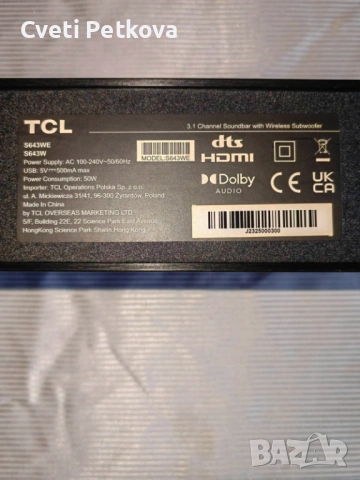 Cveti Petkova
TCL
3.1 Channel Soundbar with Wireless Subwoofer
S643WE
S643W
Power Supply: AC 100-240V~50/60Hz
USB: 5V⎓500mA max
Power Consumption: 50W
Importer: TCL Operations Polska Sp. z o.o.
ul. A. Mickiewicza 31/41, 96-300 Żyrardów, Poland
Made In China
by TCL OVERSEAS MARKETING LTD
5/F, Building 22E, 22 Science Park East Avenue,
HongKong Science Park Shatin Hong Kong
MODEL:S643WE
dts
HDMI
Dolby
AUDIO
CE
UK
CA
J2325000300
bazar